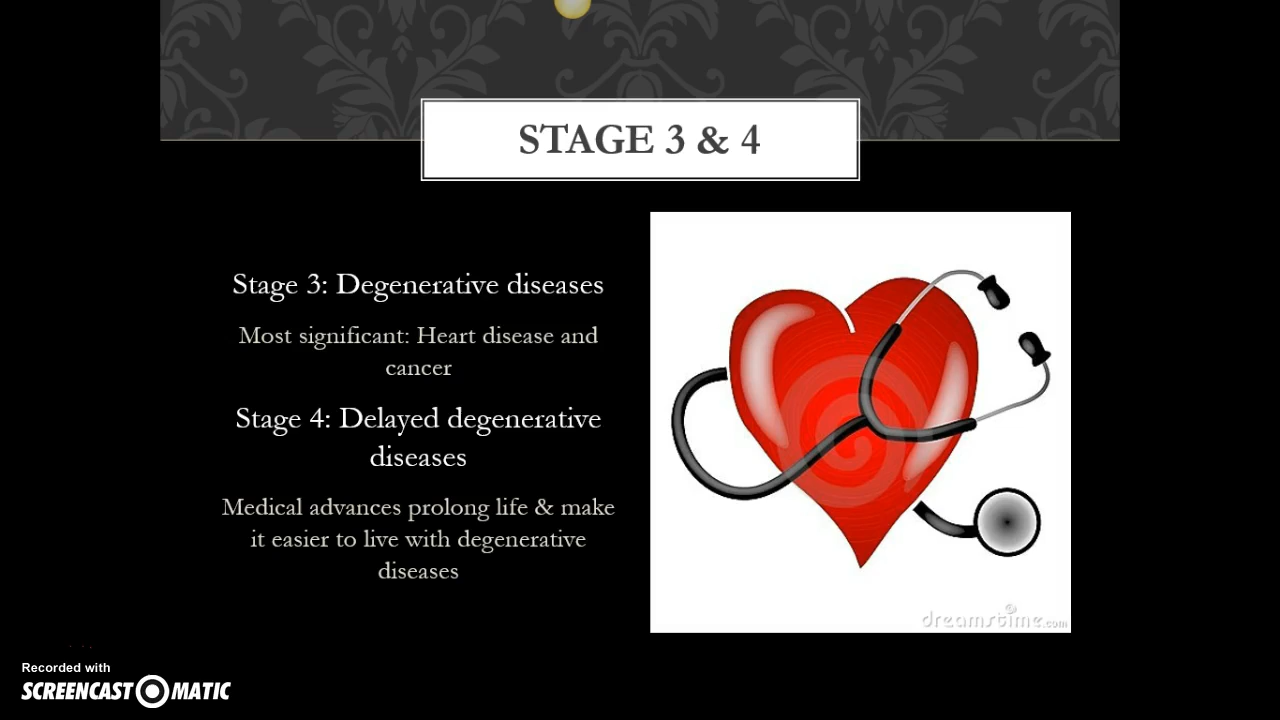 STAGE 3 & 4
Stage 3: Degenerative diseases
Most significant: Heart disease and
cancer
Stage 4: Delayed degenerative
diseases
Medical advances prolong life & make
it easier to live with degenerative
diseases
dreamstime.com
Recorded with
SCREENCAST MATIC